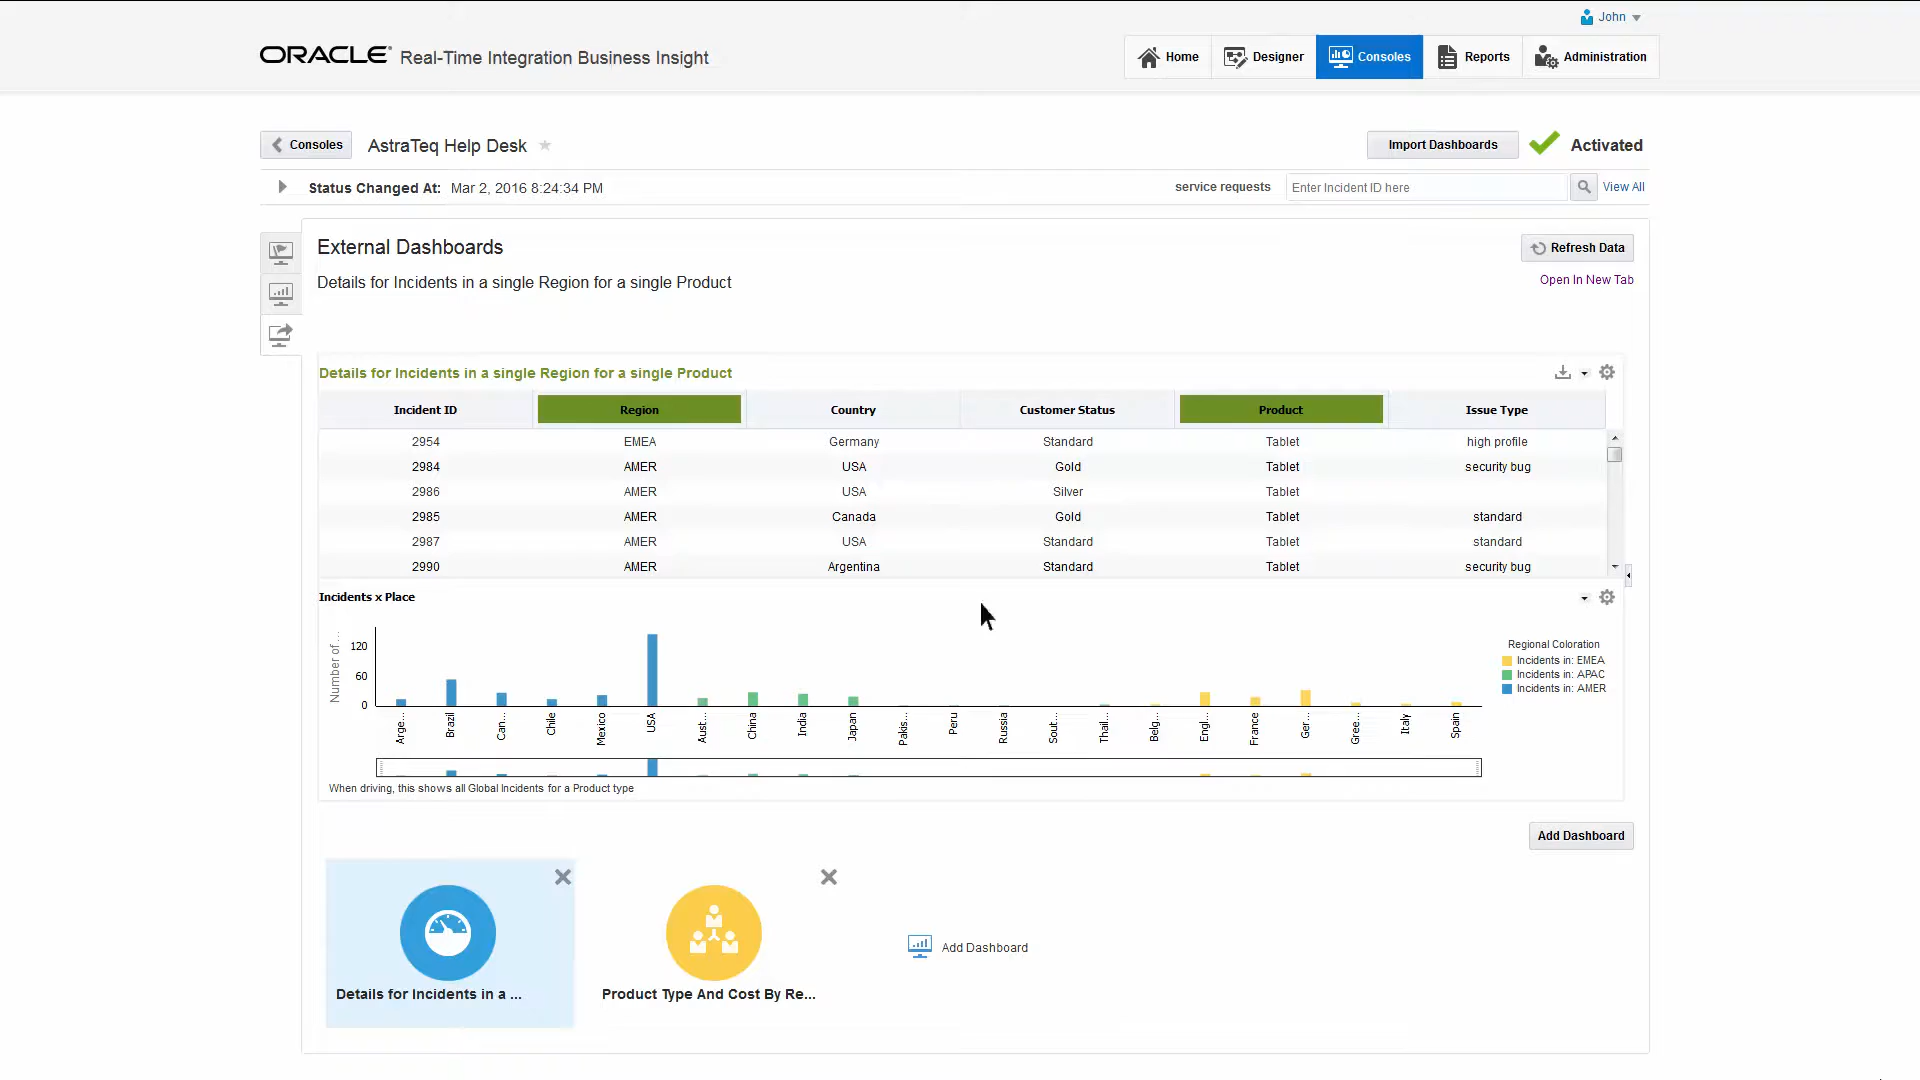 John
ORACLE Real-Time Integration Business Insight
Home Designer Consoles Reports Administration
Consoles AstraTeq Help Desk Import Dashboards Activated
Status Changed At: Mar 2, 2016 8:24:34 PM service requests Enter Incident ID here View All
External Dashboards Refresh Data
Details for Incidents in a single Region for a single Product Open In New Tab
Details for Incidents in a single Region for a single Product
Incident ID Region Country Customer Status Product Issue Type
2954 EMEA Germany Standard Tablet high profile
2984 AMER USA Gold Tablet security bug
2986 AMER USA Silver Tablet
2985 AMER Canada Gold Tablet standard
2987 AMER USA Standard Tablet standard
2990 AMER Argentina Standard Tablet security bug
Incidents x Place
Number of ...
120
60
0
Arge... Brazil Can... Chile Mexico USA Aust... China India Japan Pakis... Peru Russia Sout... Thail... Belg... Engl... France Ger... Gree... Italy Spain
Regional Coloration
Incidents in: EMEA
Incidents in: APAC
Incidents in: AMER
When driving, this shows all Global Incidents for a Product type
Add Dashboard
Add Dashboard
Details for Incidents in a ... Product Type And Cost By Re...